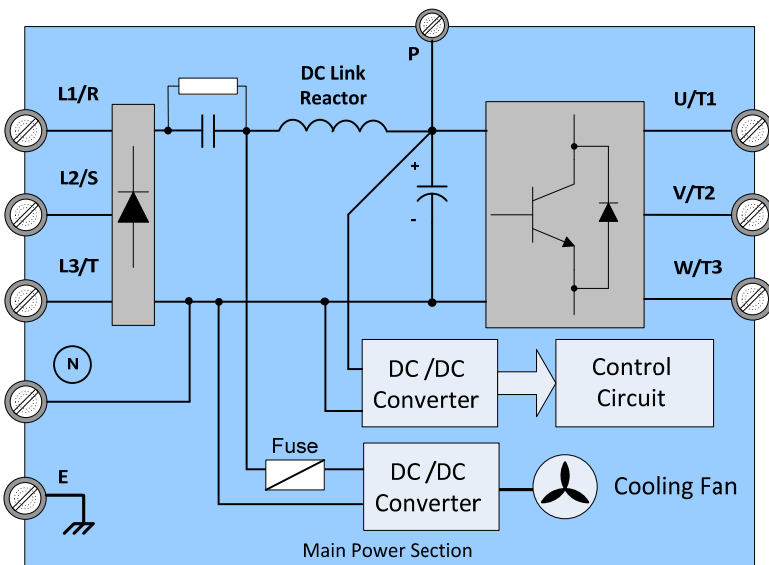 P
L1/R
DC Link
Reactor
U/T1
L2/S
+
V/T2
-
L3/T
W/T3
N
DC /DC
Converter
Control
Circuit
Fuse
E
DC /DC
Converter
Cooling Fan
Main Power Section